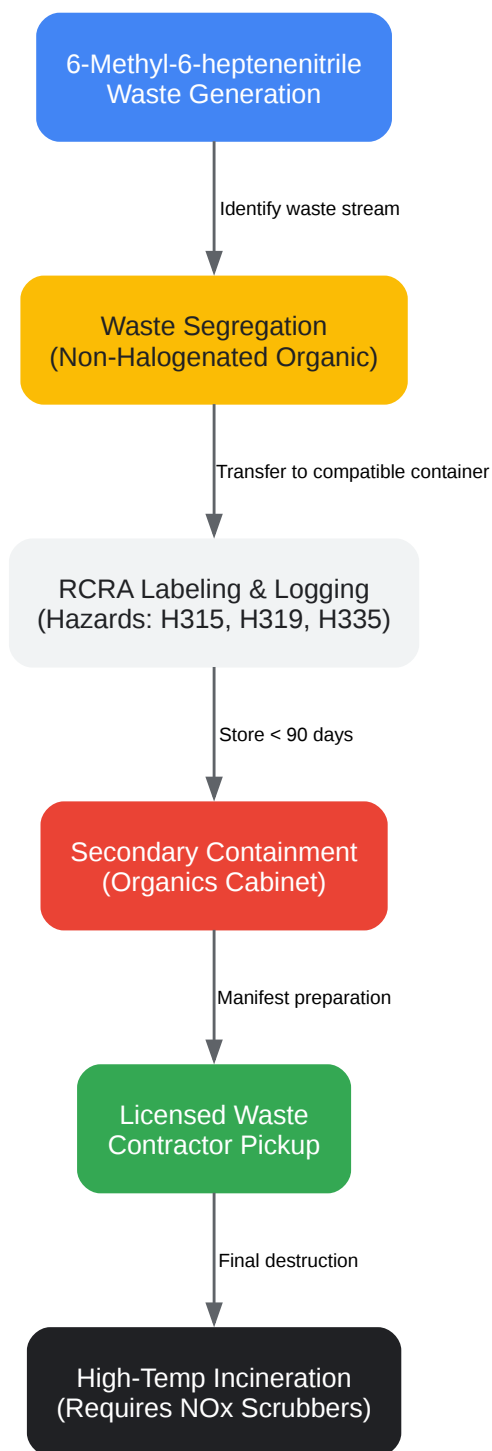 6-Methyl-6-heptenenitrile
Waste Generation
Identify waste stream
Waste Segregation
(Non-Halogenated Organic)
Transfer to compatible container
RCRA Labeling & Logging
(Hazards: H315, H319, H335)
Store < 90 days
Secondary Containment
(Organics Cabinet)
Manifest preparation
Licensed Waste
Contractor Pickup
Final destruction
High-Temp Incineration
(Requires NOx Scrubbers)